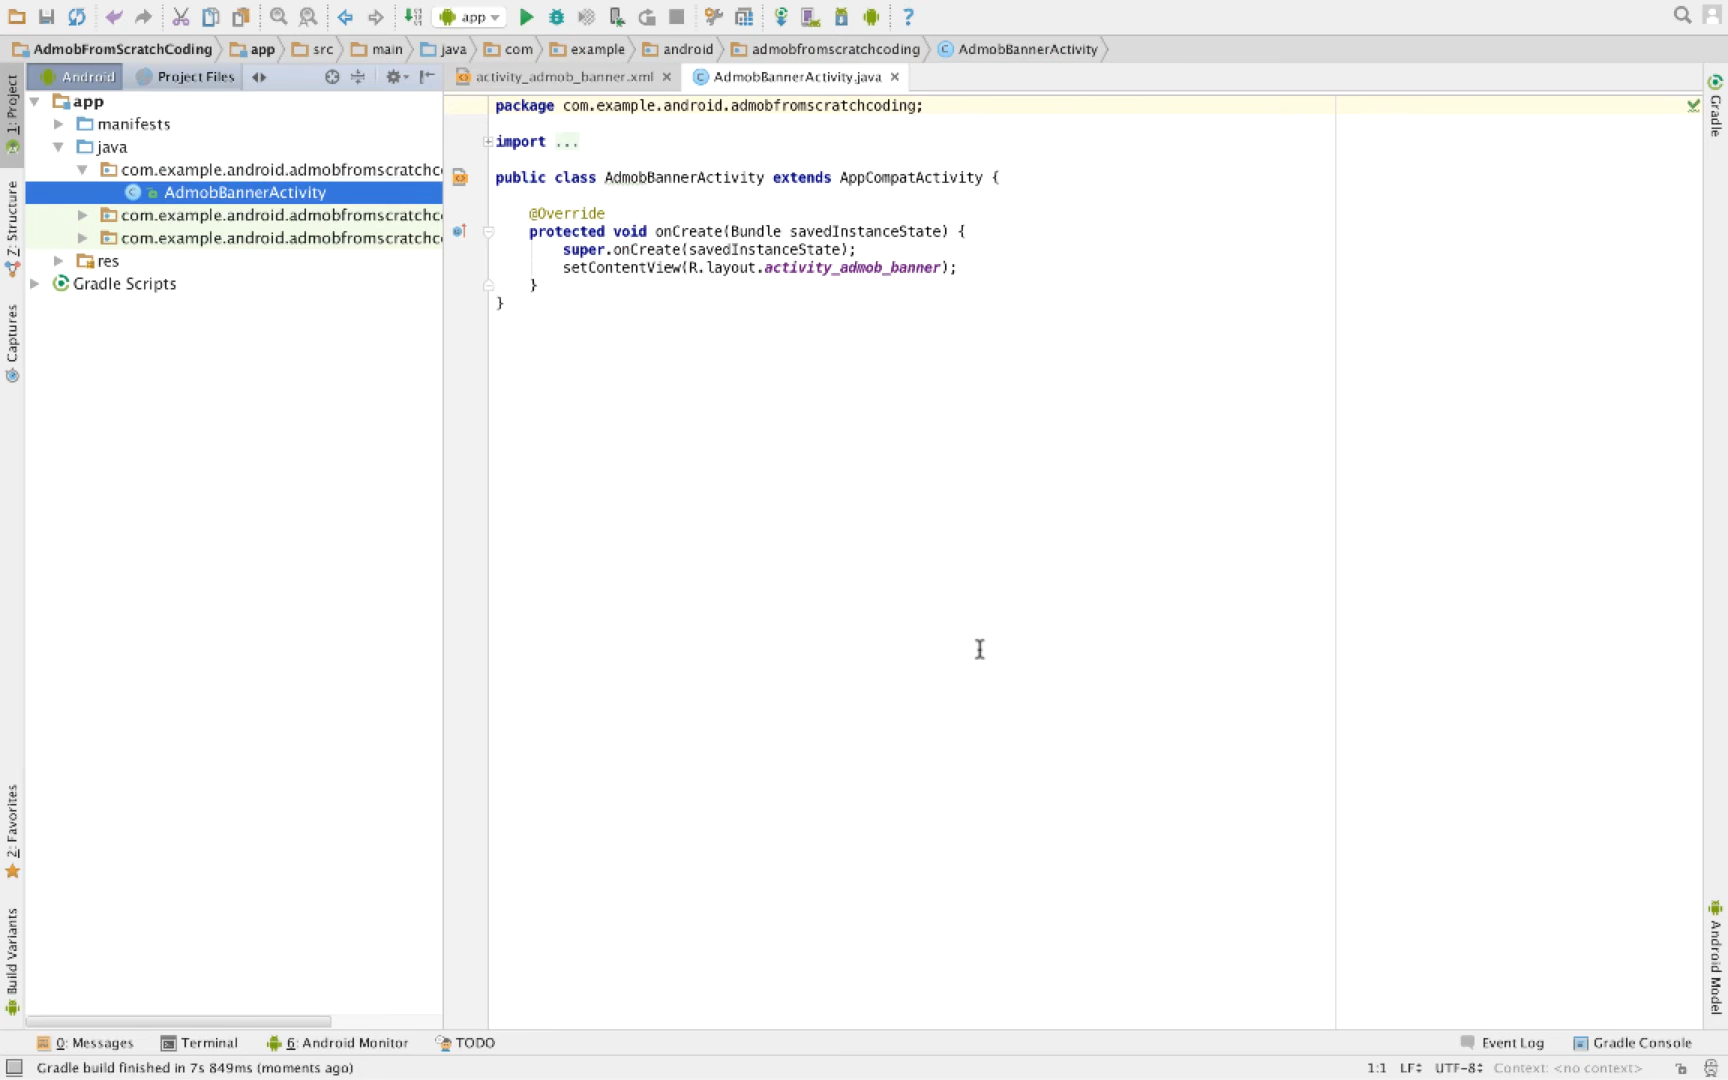 app
AdmobFromScratchCoding app src main java com example android admobfromscratchcoding AdmobBannerActivity
Android Project Files
activity_admob_banner.xml AdmobBannerActivity.java
1: Project
Z: Structure
Captures
2: Favorites
Build Variants
app
manifests
java
com.example.android.admobfromscratchc
AdmobBannerActivity
com.example.android.admobfromscratchc
com.example.android.admobfromscratchc
res
Gradle Scripts
package com.example.android.admobfromscratchcoding;
import ...
public class AdmobBannerActivity extends AppCompatActivity {
@Override
protected void onCreate(Bundle savedInstanceState) {
super.onCreate(savedInstanceState);
setContentView(R.layout.activity_admob_banner);
}
}
Gradle
Android Model
0: Messages Terminal 6: Android Monitor TODO
Event Log Gradle Console
Gradle build finished in 7s 849ms (moments ago)
1:1 LF UTF-8 Context: <no context>